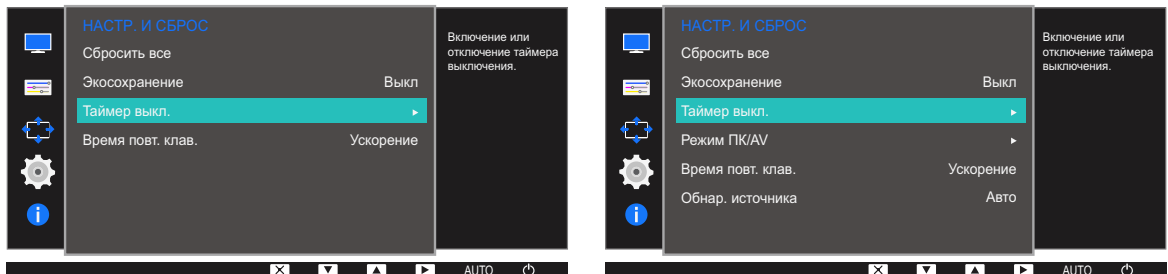 НАСТР. И СБРОС
Сбросить все
Экосохранение Выкл
Таймер выкл.
Время повт. клав. Ускорение
Включение или
отключение таймера
выключения.
AUTO
НАСТР. И СБРОС
Сбросить все
Экосохранение Выкл
Таймер выкл.
Режим ПК/AV
Время повт. клав. Ускорение
Обнар. источника Авто
Включение или
отключение таймера
выключения.
AUTO